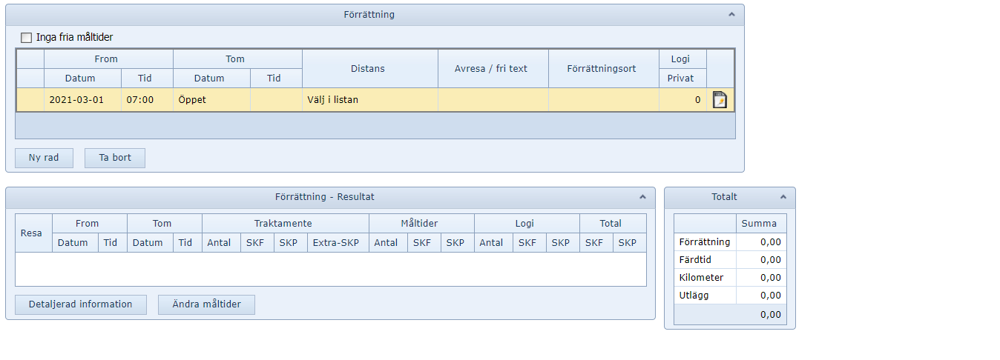 Förrättning
Inga fria måltider
From Tom Distans Avresa / fri text Förrättningsort Logi
Datum Tid Datum Tid Privat
2021-03-01 07:00 Öppet Välj i listan 0
Ny rad Ta bort
Förrättning - Resultat
Resa From Tom Traktamente Måltider Logi Total
Datum Tid Datum Tid Antal SKF SKP Extra-SKP Antal SKF SKP Antal SKF SKP SKF SKP
Detaljerad information Ändra måltider
Totalt
Summa
Förrättning 0,00
Färdtid 0,00
Kilometer 0,00
Utlägg 0,00
0,00